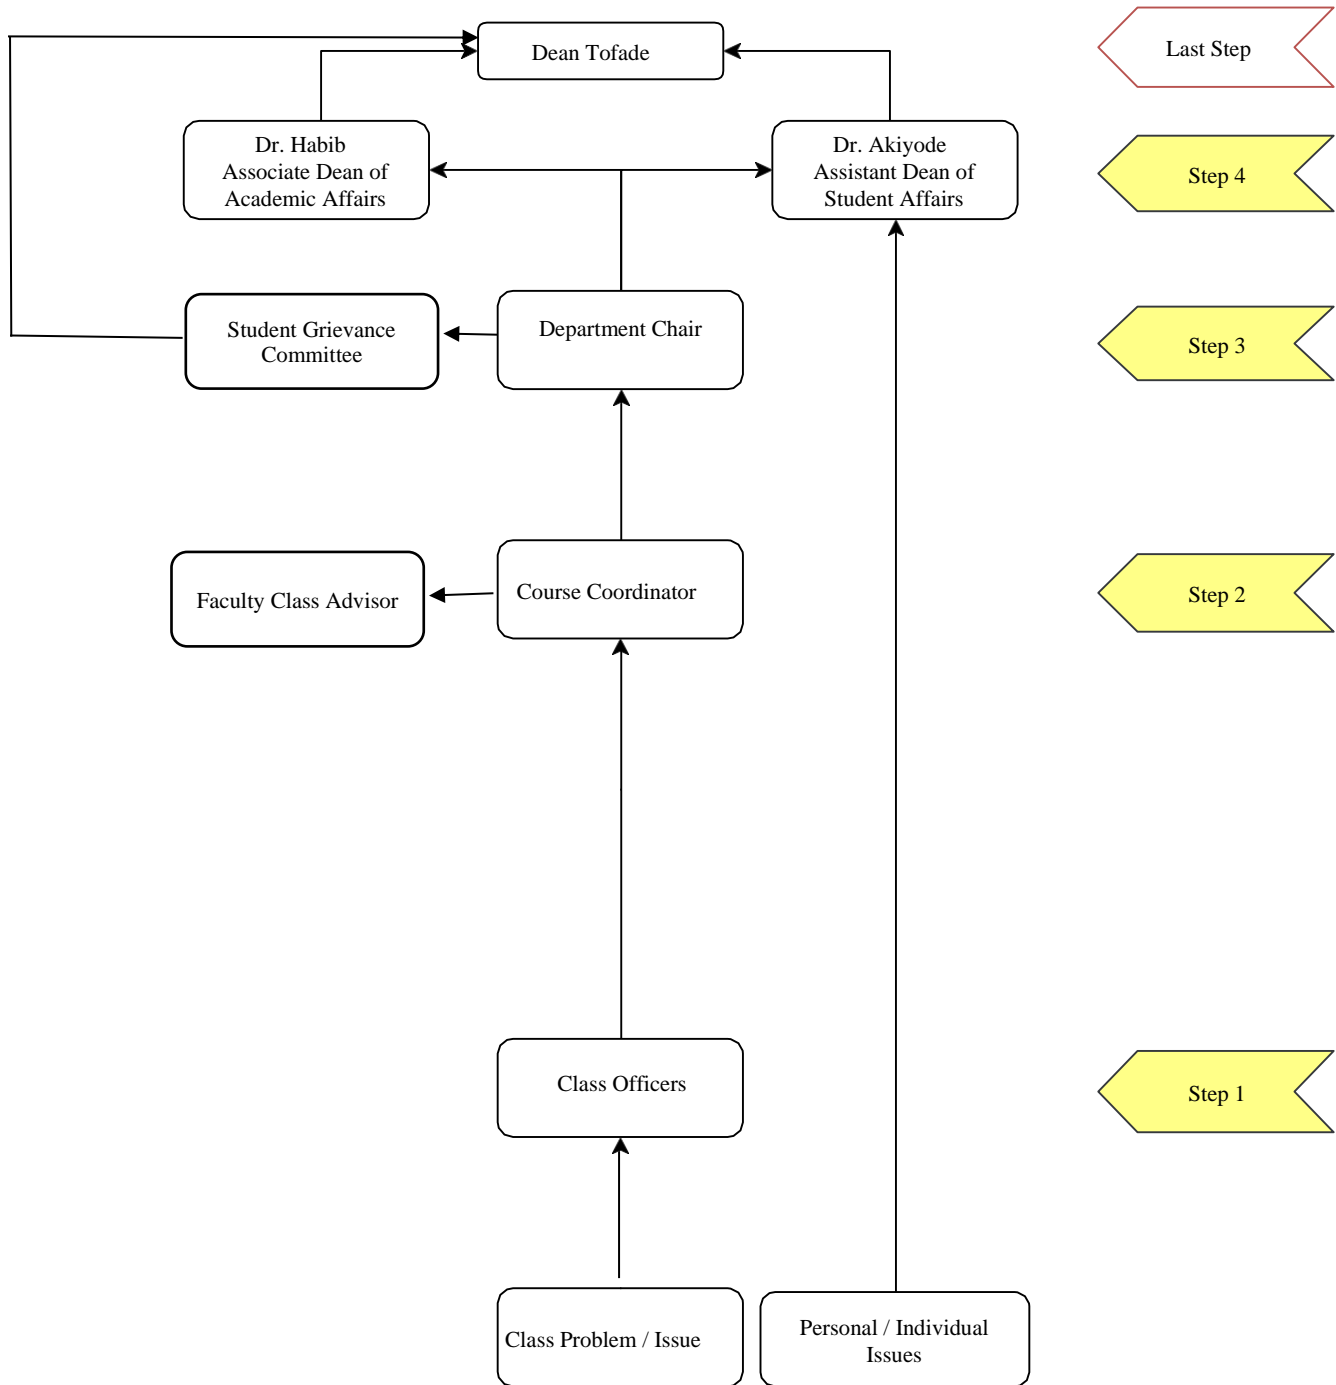 Dean Tofade
Last Step
Dr. Habib
Associate Dean of
Academic Affairs
Dr. Akiyode
Assistant Dean of
Student Affairs
Step 4
Student Grievance
Committee
Department Chair
Step 3
Faculty Class Advisor
Course Coordinator
Step 2
Class Officers
Step 1
Class Problem / Issue
Personal / Individual
Issues